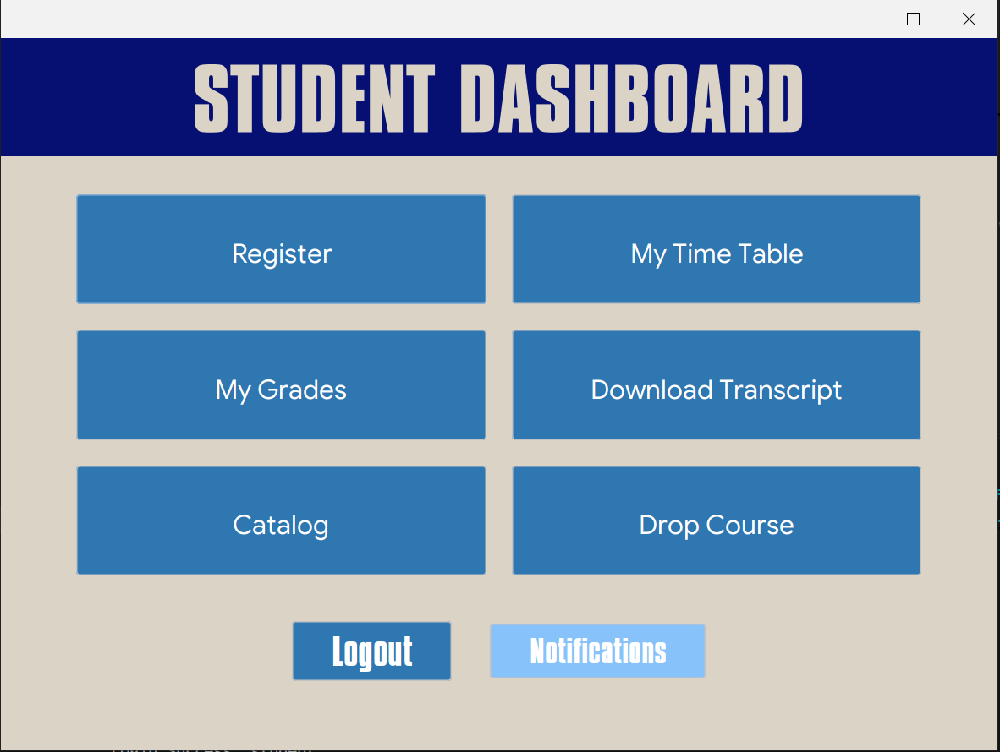 STUDENT DASHBOARD
Register
My Time Table
My Grades
Download Transcript
Catalog
Drop Course
Logout
Notifications